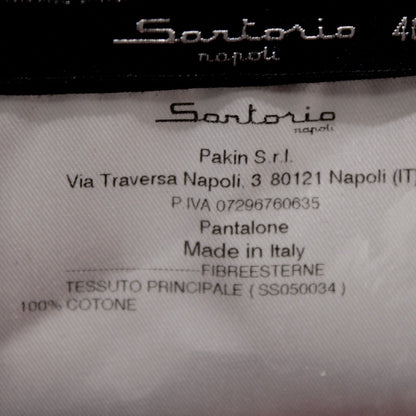 Sartorio
napoli
Sartorio
napoli
Pakin S.r.l.
Via Traversa Napoli, 3 80121 Napoli (IT)
P.IVA 07296760635
Pantalone
Made in Italy
FIBREESTERNE
TESSUTO PRINCIPALE ( SS050034 )
100% COTONE